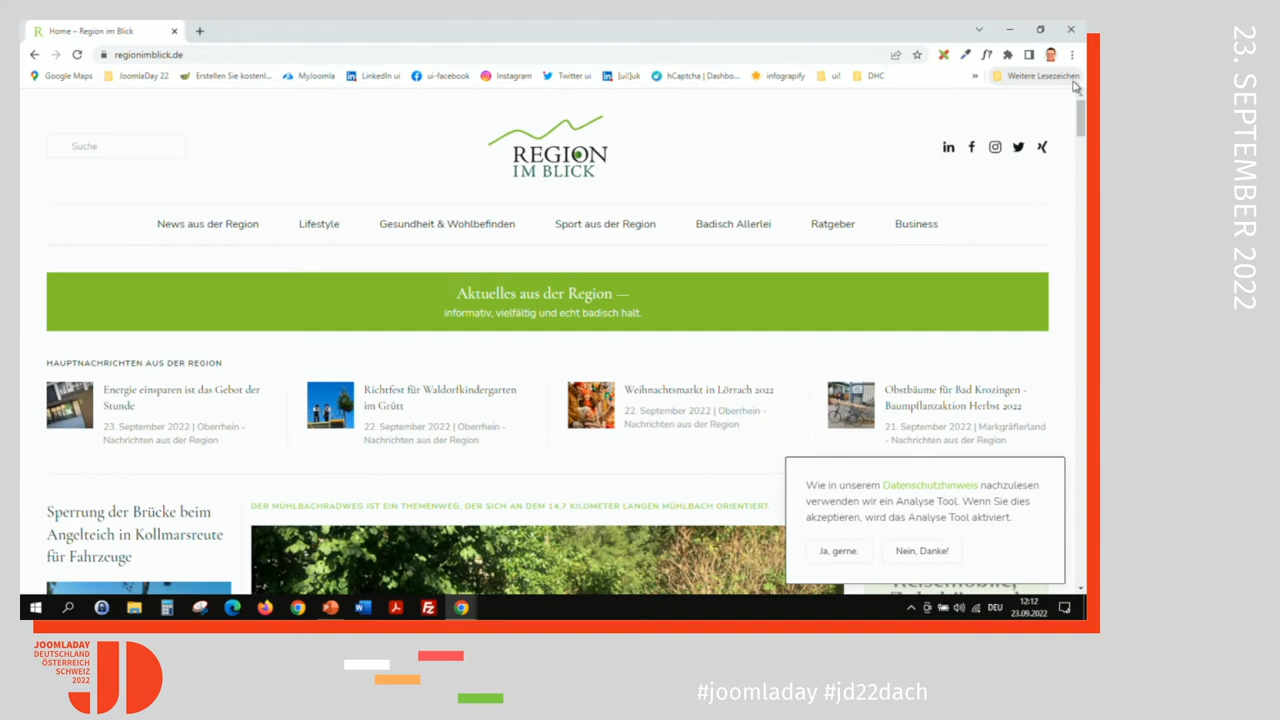 Home – Region im Blick
regionimblick.de
Google Maps JoomlaDay 22 Erstellen Sie kostenl... MyJoomla LinkedIn ui ui-facebook Instagram Twitter ui [ui!]uk hCaptcha | Dashbo... infograpify ui! DHC » Weitere Lesezeichen
Suche
REGION
IM BLICK
News aus der Region Lifestyle Gesundheit & Wohlbefinden Sport aus der Region Badisch Allerlei Ratgeber Business
Aktuelles aus der Region —
informativ, vielfältig und echt badisch halt.
HAUPTNACHRICHTEN AUS DER REGION
Energie einsparen ist das Gebot der
Stunde
23. September 2022 | Oberrhein -
Nachrichten aus der Region
Richtfest für Waldorfkindergarten
im Grütt
22. September 2022 | Oberrhein -
Nachrichten aus der Region
Weihnachtsmarkt in Lörrach 2022
22. September 2022 | Oberrhein -
Nachrichten aus der Region
Obstbäume für Bad Krozingen -
Baumpflanzaktion Herbst 2022
21. September 2022 | Markgräflerland
- Nachrichten aus der Region
Sperrung der Brücke beim
Angelteich in Kollmarsreute
für Fahrzeuge
DER MÜHLBACHRADWEG IST EIN THEMENWEG, DER SICH AN DEM 14,7 KILOMETER LANGEN MÜHLBACH ORIENTIERT.
Wie in unserem Datenschutzhinweis nachzulesen
verwenden wir ein Analyse Tool. Wenn Sie dies
akzeptieren, wird das Analyse Tool aktiviert.
Ja, gerne. Nein, Danke!
DEU
12:12
23.09.2022
23. SEPTEMBER 2022
JOOMLADAY
DEUTSCHLAND
ÖSTERREICH
SCHWEIZ
2022
#joomladay #jd22dach